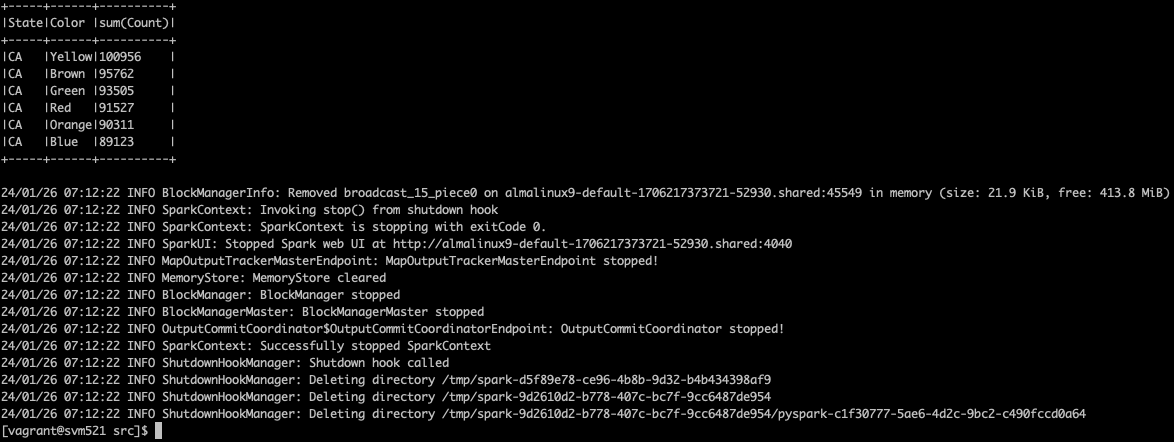 +-----+------+----------+
|State|Color |sum(Count)|
+-----+------+----------+
|CA   |Yellow|100956    |
|CA   |Brown |95762     |
|CA   |Green |93505     |
|CA   |Red   |91527     |
|CA   |Orange|90311     |
|CA   |Blue  |89123     |
+-----+------+----------+

24/01/26 07:12:22 INFO BlockManagerInfo: Removed broadcast_15_piece0 on almalinux9-default-1706217373721-52930.shared:45549 in memory (size: 21.9 KiB, free: 413.8 MiB)
24/01/26 07:12:22 INFO SparkContext: Invoking stop() from shutdown hook
24/01/26 07:12:22 INFO SparkContext: SparkContext is stopping with exitCode 0.
24/01/26 07:12:22 INFO SparkUI: Stopped Spark web UI at http://almalinux9-default-1706217373721-52930.shared:4040
24/01/26 07:12:22 INFO MapOutputTrackerMasterEndpoint: MapOutputTrackerMasterEndpoint stopped!
24/01/26 07:12:22 INFO MemoryStore: MemoryStore cleared
24/01/26 07:12:22 INFO BlockManager: BlockManager stopped
24/01/26 07:12:22 INFO BlockManagerMaster: BlockManagerMaster stopped
24/01/26 07:12:22 INFO OutputCommitCoordinator$OutputCommitCoordinatorEndpoint: OutputCommitCoordinator stopped!
24/01/26 07:12:22 INFO SparkContext: Successfully stopped SparkContext
24/01/26 07:12:22 INFO ShutdownHookManager: Shutdown hook called
24/01/26 07:12:22 INFO ShutdownHookManager: Deleting directory /tmp/spark-d5f89e78-ce96-4b8b-9d32-b4b434398af9
24/01/26 07:12:22 INFO ShutdownHookManager: Deleting directory /tmp/spark-9d2610d2-b778-407c-bc7f-9cc6487de954
24/01/26 07:12:22 INFO ShutdownHookManager: Deleting directory /tmp/spark-9d2610d2-b778-407c-bc7f-9cc6487de954/pyspark-c1f30777-5ae6-4d2c-9bc2-c490fccd0a64
[vagrant@svm521 src]$